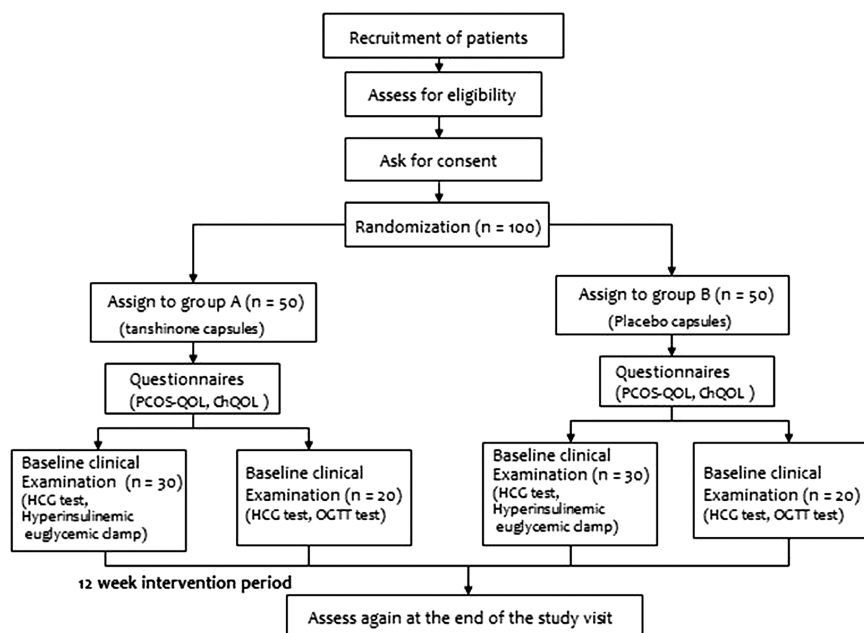 Recruitment of patients
Assess for eligibility
Ask for consent
Randomization (n = 100)
Assign to group A (n = 50)
(tanshinone capsules)
Assign to group B (n = 50)
(Placebo capsules)
Questionnaires
(PCOS-QOL, ChQOL )
Questionnaires
(PCOS-QOL, ChQOL )
Baseline clinical
Examination (n = 30)
(HCG test,
Hyperinsulinemic
euglycemic clamp)
Baseline clinical
Examination (n = 20)
(HCG test, OGTT test)
Baseline clinical
Examination (n = 30)
(HCG test,
Hyperinsulinemic
euglycemic clamp)
Baseline clinical
Examination (n = 20)
(HCG test, OGTT test)
12 week intervention period
Assess again at the end of the study visit